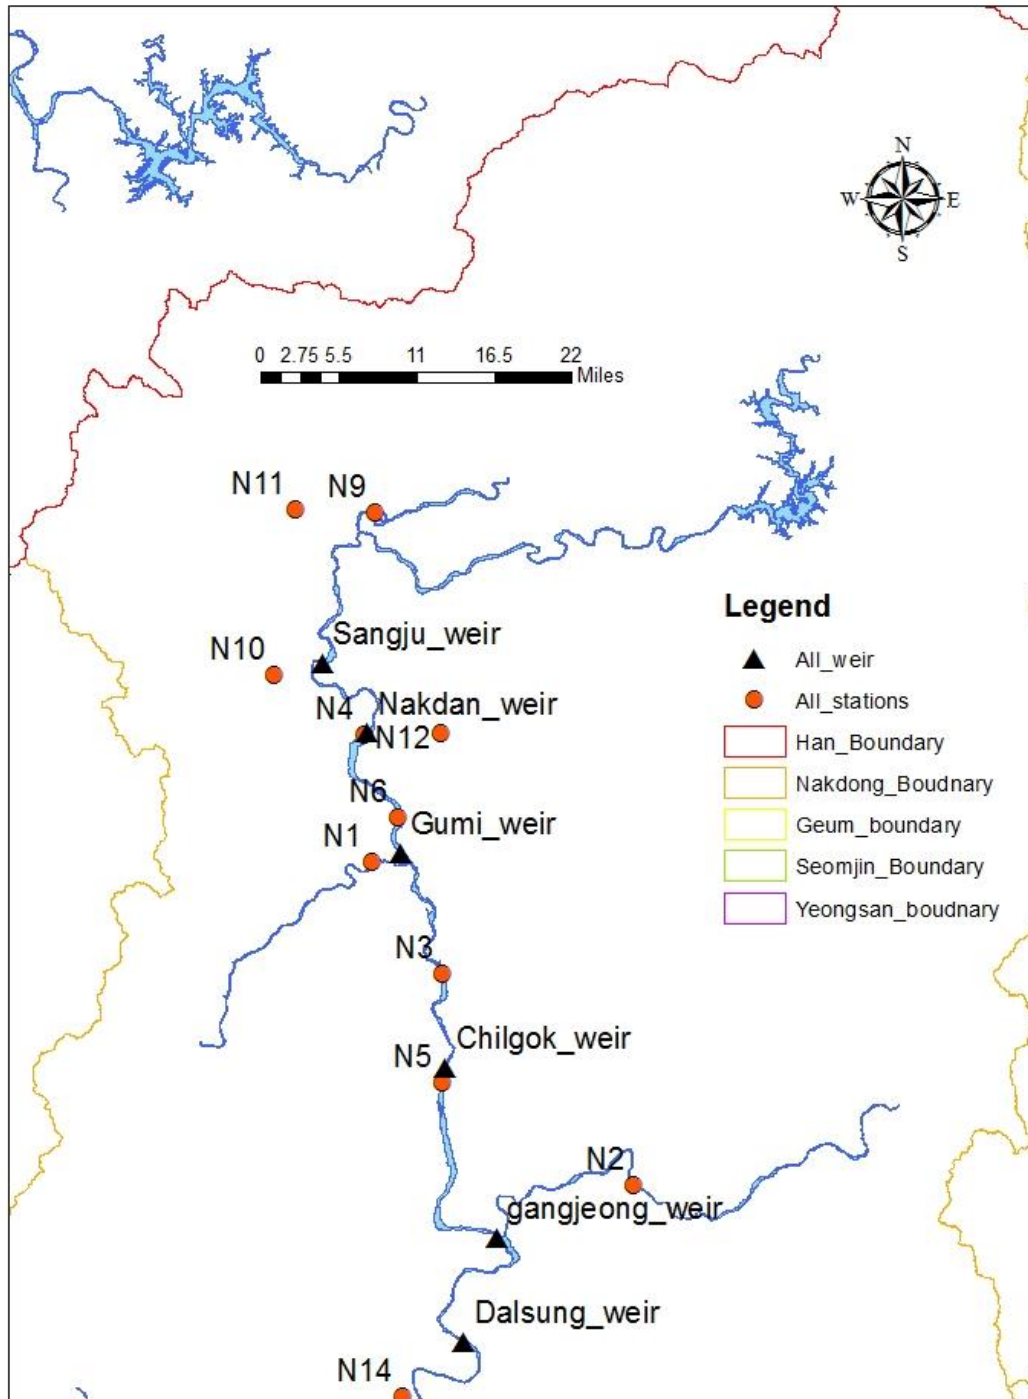 N
W E
S
0 2.75 5.5 11 16.5 22
Miles
N11 N9
Sangju_weir
N10
N4 Nakdan_weir
N12
N6
Gumi_weir
N1
N3
Chilgok_weir
N5
N2
gangjeong_weir
Dalsung_weir
N14
Legend
All_weir
All_stations
Han_Boundary
Nakdong_Boudnary
Geum_boundary
Seomjin_Boundary
Yeongsan_boudnary